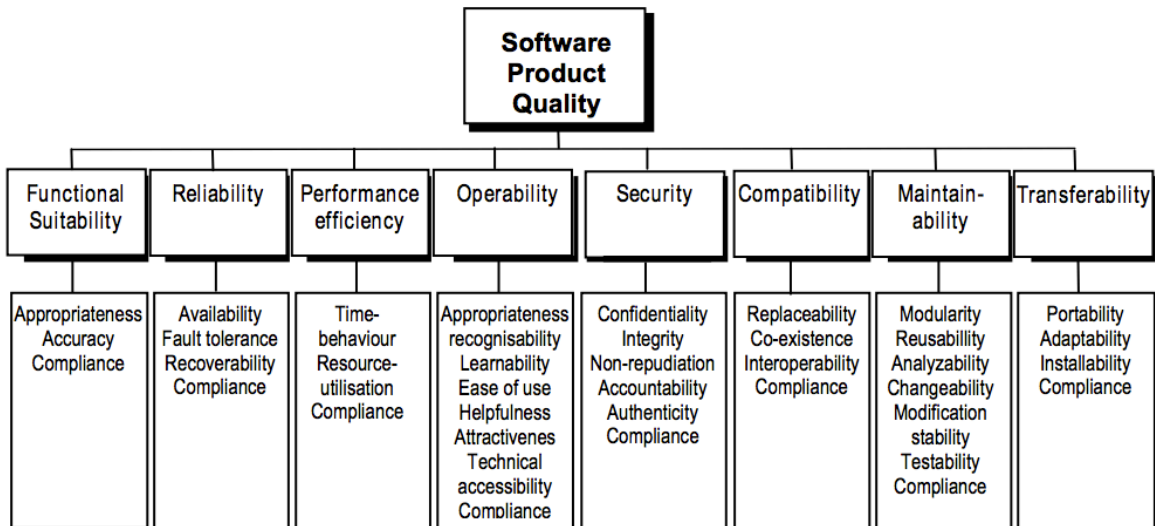 Software
Product
Quality
Functional
Suitability
Reliability
Performance
efficiency
Operability
Security
Compatibility
Maintain-
ability
Transferability
Appropriateness
Accuracy
Compliance
Availability
Fault tolerance
Recoverability
Compliance
Time-
behaviour
Resource-
utilisation
Compliance
Appropriateness
recognisability
Learnability
Ease of use
Helpfulness
Attractivenes
Technical
accessibility
Compliance
Confidentiality
Integrity
Non-repudiation
Accountability
Authenticity
Compliance
Replaceability
Co-existence
Interoperability
Compliance
Modularity
Reusability
Analyzability
Changeability
Modification
stability
Testability
Compliance
Portability
Adaptability
Installability
Compliance